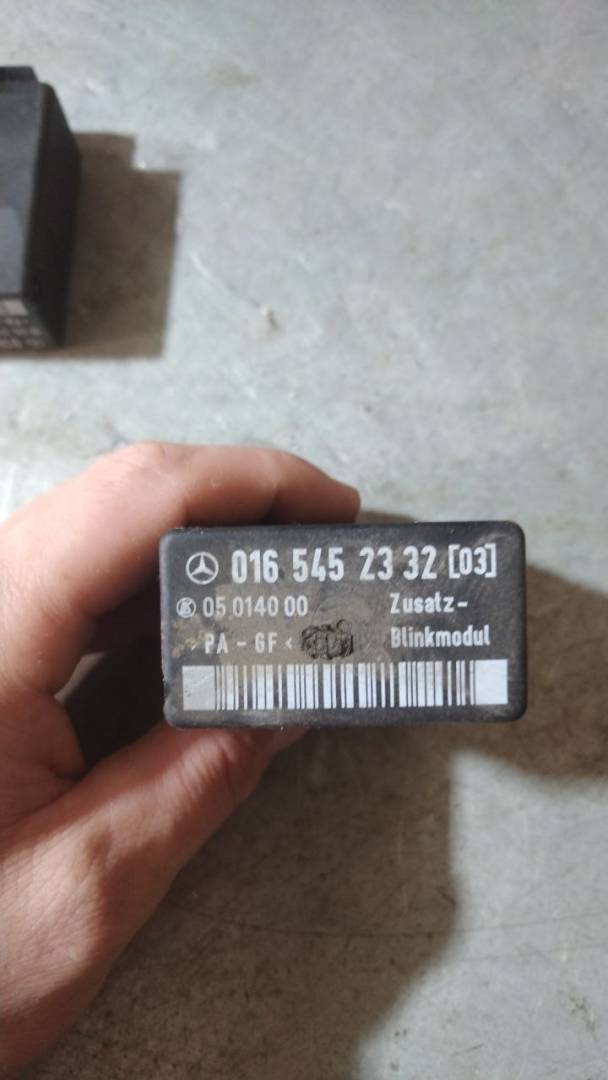 016 545 23 32 [03]
05 0140 00 Zusatz-
PA - GF < Blinkmodul